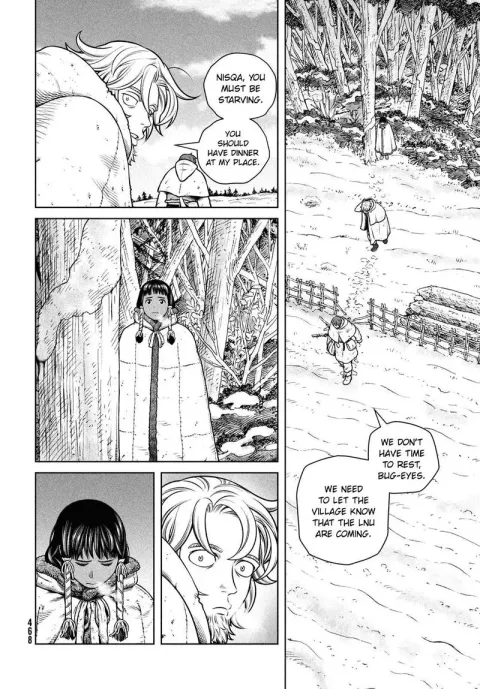 WE DON'T
HAVE TIME
TO REST,
BUG-EYES.
WE NEED
TO LET THE
VILLAGE KNOW
THAT THE LNU
ARE COMING.
NISQA, YOU
MUST BE
STARVING.
YOU
SHOULD
HAVE DINNER
AT MY PLACE.
468